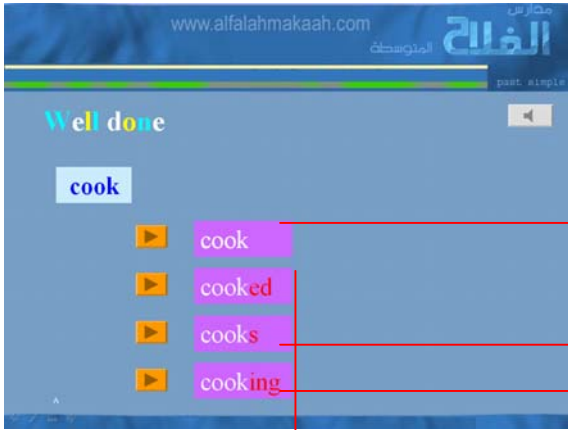 مدارس
www.alfalahmakaah.com
الفلاح المتوسطة
past simple
Well done
cook
cook
cooked
cooks
cooking